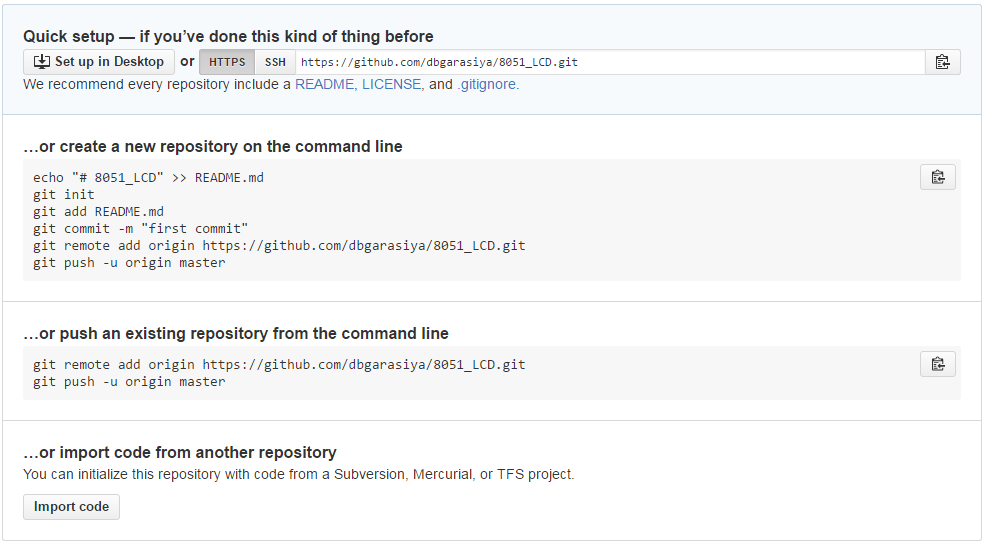 Quick setup — if you’ve done this kind of thing before
Set up in Desktop or HTTPS SSH https://github.com/dbgarasiya/8051_LCD.git
We recommend every repository include a README, LICENSE, and .gitignore.
…or create a new repository on the command line
echo "# 8051_LCD" >> README.md
git init
git add README.md
git commit -m "first commit"
git remote add origin https://github.com/dbgarasiya/8051_LCD.git
git push -u origin master
…or push an existing repository from the command line
git remote add origin https://github.com/dbgarasiya/8051_LCD.git
git push -u origin master
…or import code from another repository
You can initialize this repository with code from a Subversion, Mercurial, or TFS project.
Import code